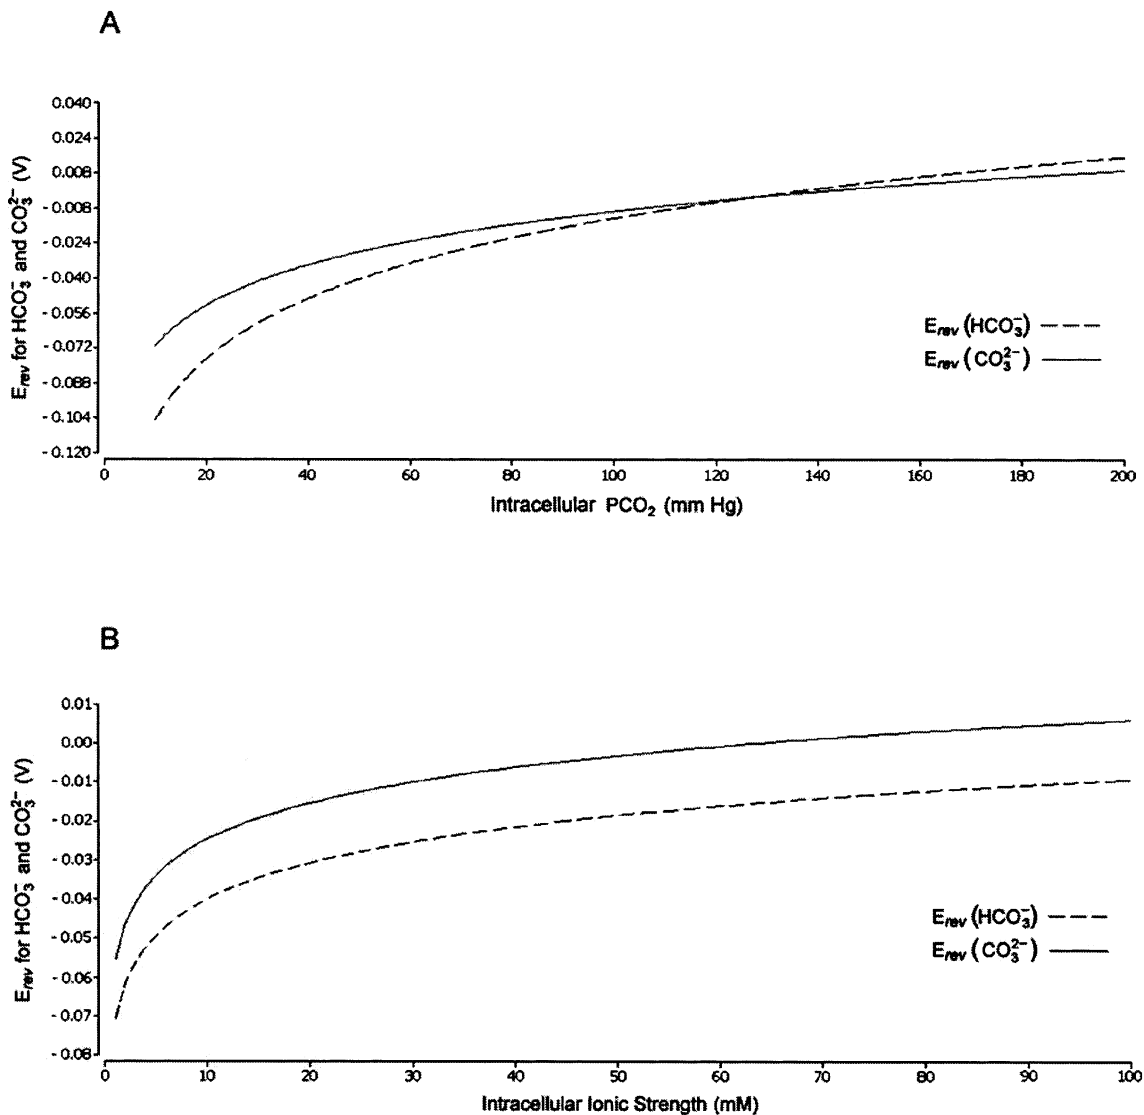 A
0.040
0.024
0.008
- 0.008
- 0.024
- 0.040
- 0.056
- 0.072
- 0.088
- 0.104
- 0.120
E_rev for HCO₃⁻ and CO₃²⁻ (V)
E_rev (HCO₃⁻)
E_rev (CO₃²⁻)
0 20 40 60 80 100 120 140 160 180 200
Intracellular PCO₂ (mm Hg)
B
0.01
0.00
- 0.01
- 0.02
- 0.03
- 0.04
- 0.05
- 0.06
- 0.07
- 0.08
E_rev for HCO₃⁻ and CO₃²⁻ (V)
E_rev (HCO₃⁻)
E_rev (CO₃²⁻)
0 10 20 30 40 50 60 70 80 90 100
Intracellular Ionic Strength (mM)